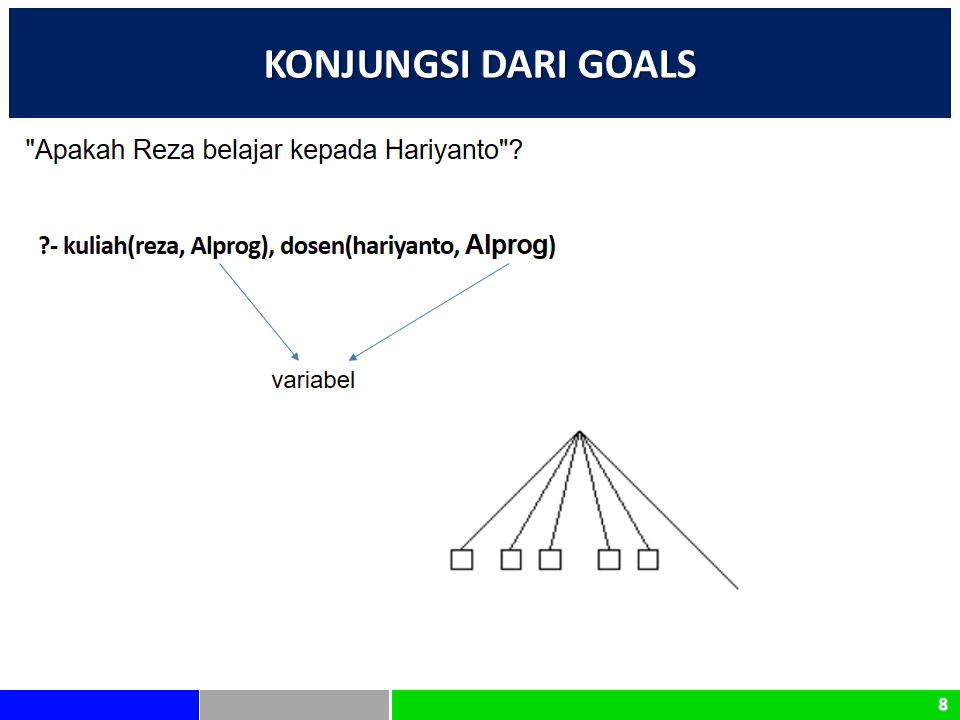 KONJUNGSI DARI GOALS
"Apakah Reza belajar kepada Hariyanto"?
?- kuliah(reza, Alprog), dosen(hariyanto, Alprog)
variabel
8